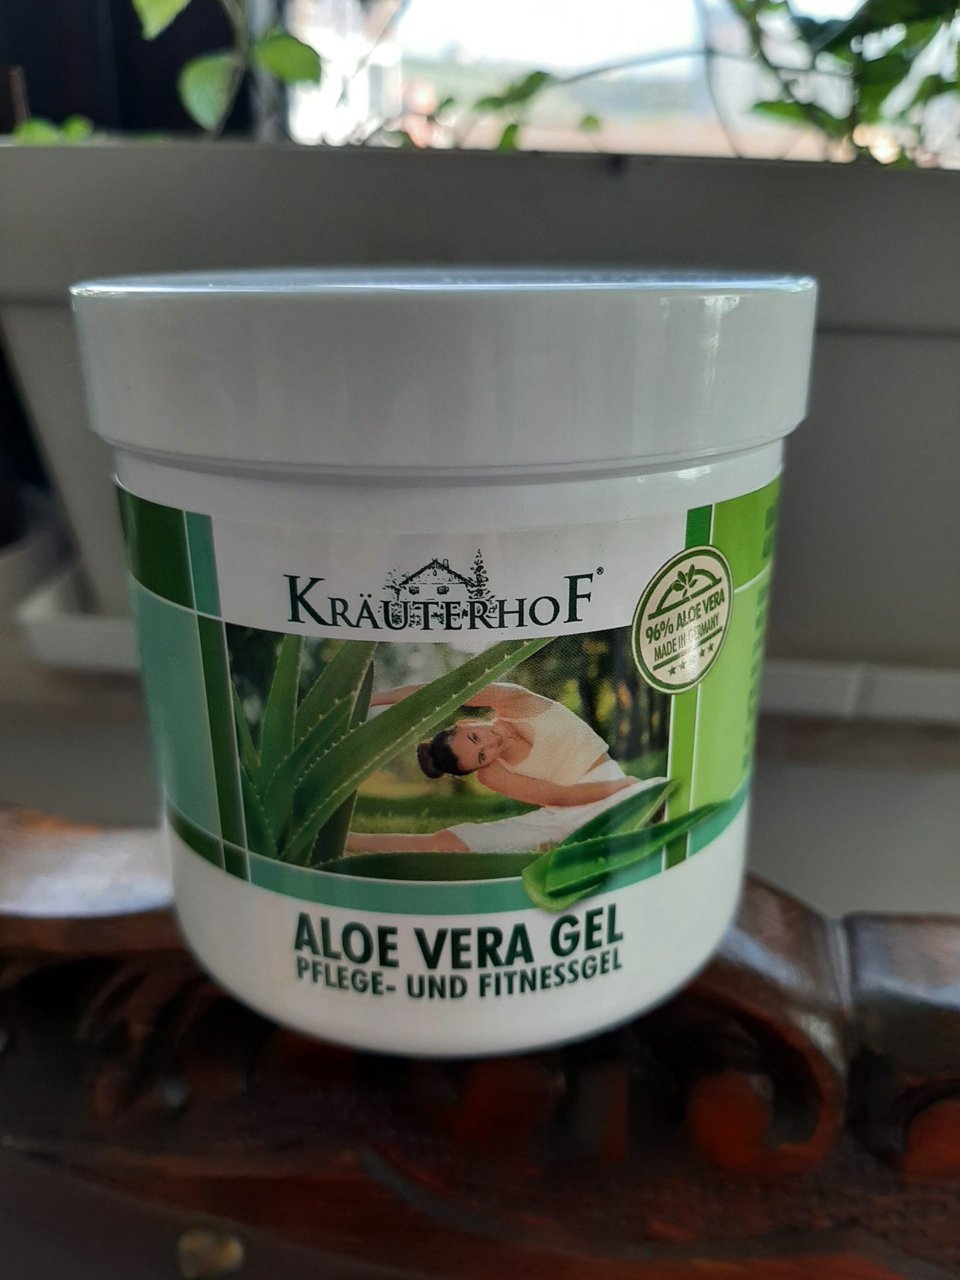 KRÄUTERHOF®
96% ALOE VERA
MADE IN GERMANY
ALOE VERA GEL
PFLEGE- UND FITNESSGEL